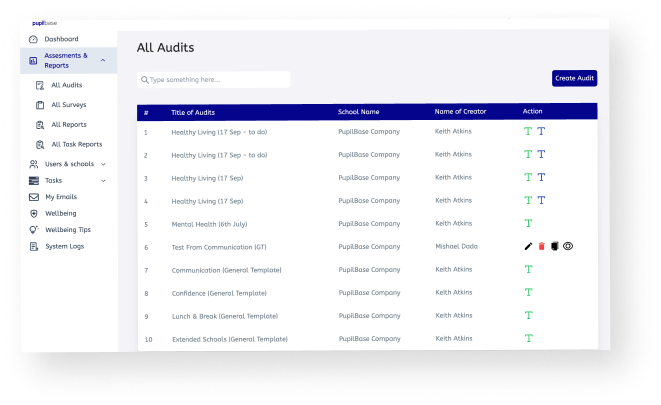 pupilbase
Dashboard
Assesments &
Reports
All Audits
All Surveys
All Reports
All Task Reports
Users & schools
Tasks
My Emails
Wellbeing
Wellbeing Tips
System Logs
All Audits
Type something here...
Create Audit
# Title of Audits School Name Name of Creator Action
1 Healthy Living (17 Sep - to do) PupilBase Company Keith Atkins T T
2 Healthy Living (17 Sep - to do) PupilBase Company Keith Atkins T T
3 Healthy Living (17 Sep) PupilBase Company Keith Atkins T T
4 Healthy Living (17 Sep) PupilBase Company Keith Atkins T T
5 Mental Health (6th July) PupilBase Company Keith Atkins T
6 Test From Communication (GT) PupilBase Company Mishael Dada
7 Communication (General Template) PupilBase Company Keith Atkins T
8 Confidence (General Template) PupilBase Company Keith Atkins T
9 Lunch & Break (General Template) PupilBase Company Keith Atkins T
10 Extended Schools (General Template) PupilBase Company Keith Atkins T